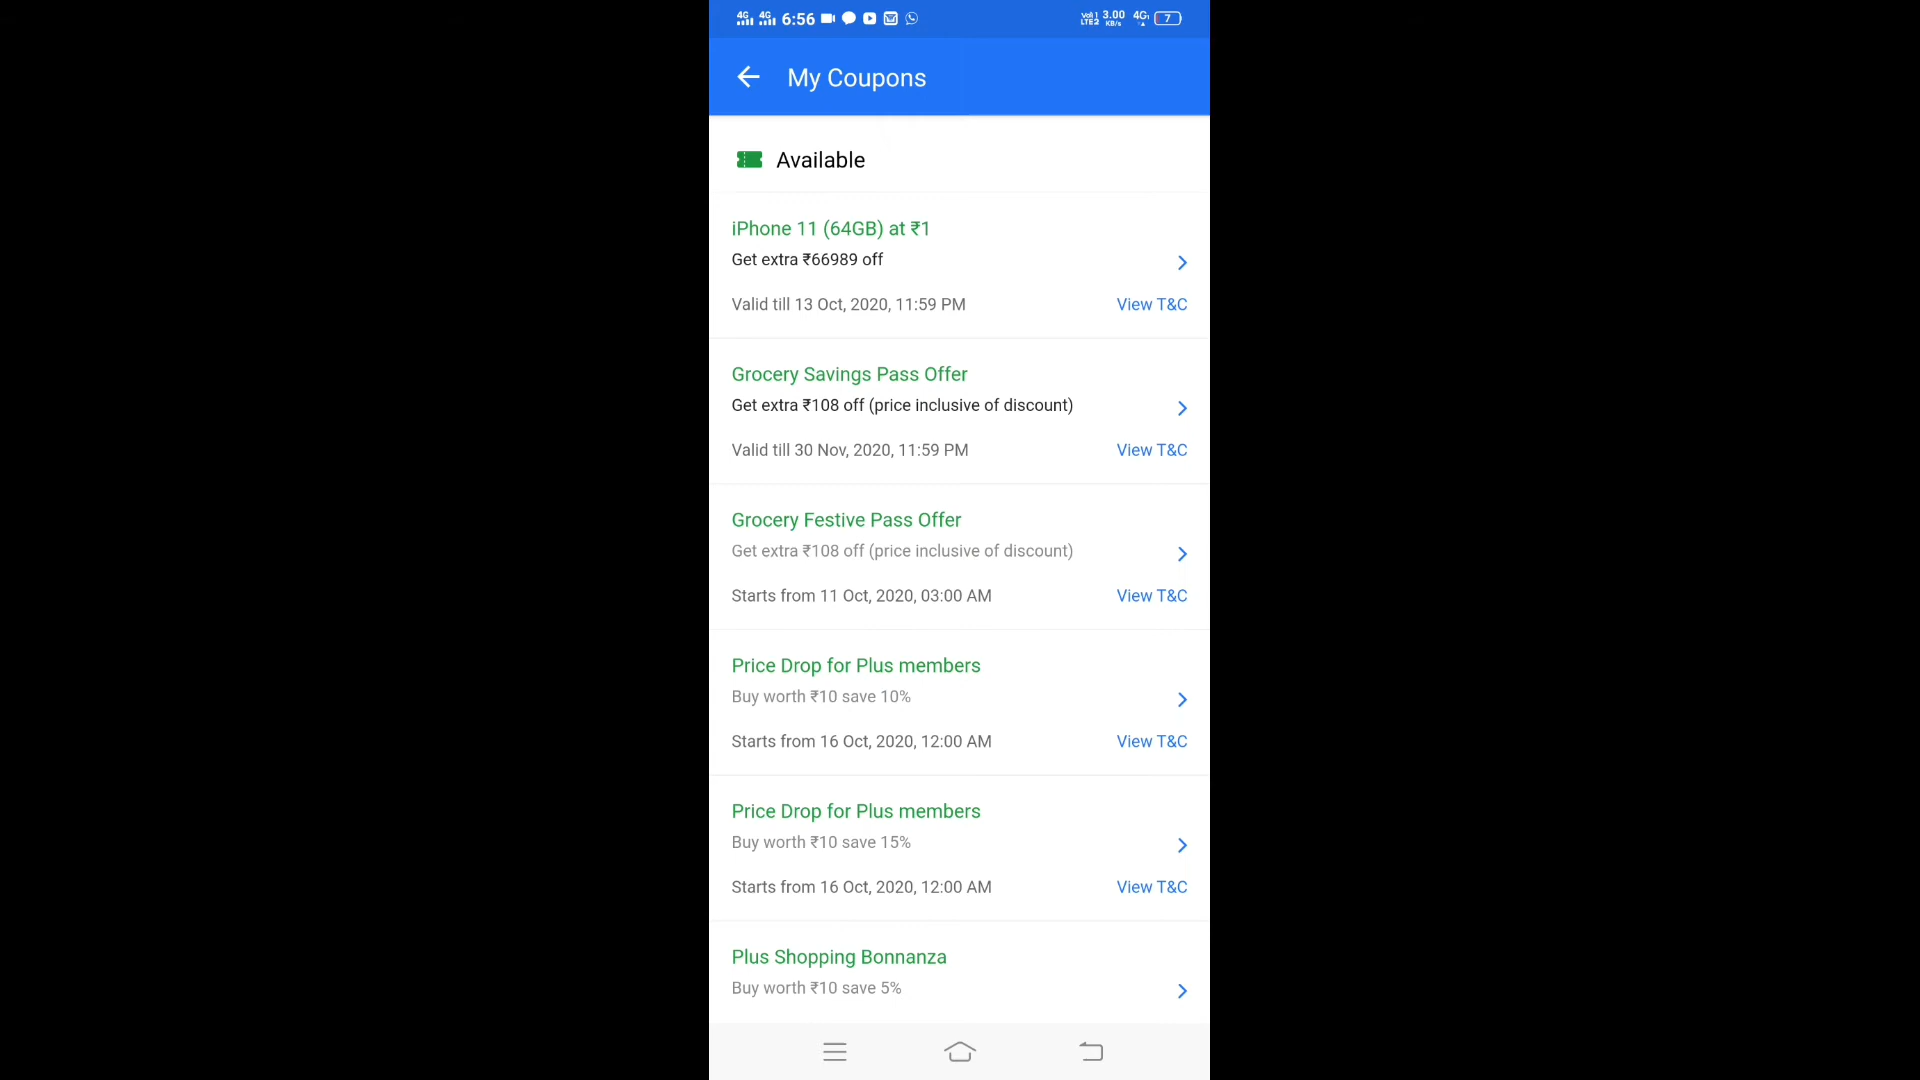 6:56
3.00
KB/s
4G
7
My Coupons
Available
iPhone 11 (64GB) at ₹1
Get extra ₹66989 off
Valid till 13 Oct, 2020, 11:59 PM
View T&C
Grocery Savings Pass Offer
Get extra ₹108 off (price inclusive of discount)
Valid till 30 Nov, 2020, 11:59 PM
View T&C
Grocery Festive Pass Offer
Get extra ₹108 off (price inclusive of discount)
Starts from 11 Oct, 2020, 03:00 AM
View T&C
Price Drop for Plus members
Buy worth ₹10 save 10%
Starts from 16 Oct, 2020, 12:00 AM
View T&C
Price Drop for Plus members
Buy worth ₹10 save 15%
Starts from 16 Oct, 2020, 12:00 AM
View T&C
Plus Shopping Bonnanza
Buy worth ₹10 save 5%